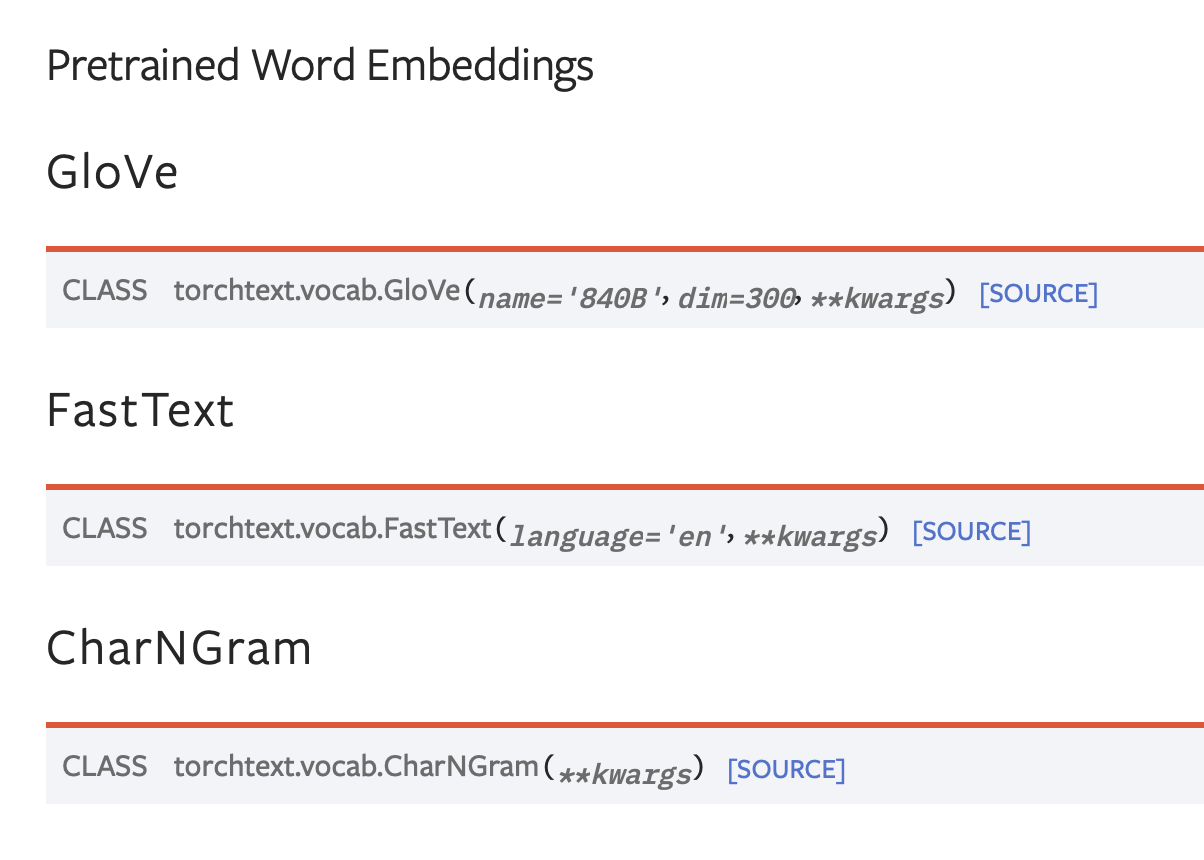 Pretrained Word Embeddings
GloVe
CLASS torchtext.vocab.GloVe(name='840B', dim=300, **kwargs) [SOURCE]
FastText
CLASS torchtext.vocab.FastText(language='en', **kwargs) [SOURCE]
CharNGram
CLASS torchtext.vocab.CharNGram(**kwargs) [SOURCE]